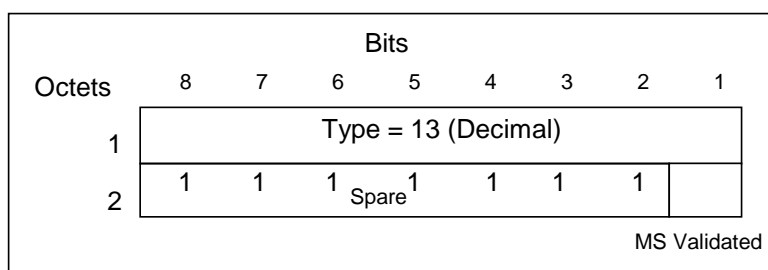 Bits
Octets 8 7 6 5 4 3 2 1
1 Type = 13 (Decimal)
2 1 1 1 1 1 1 1
Spare
MS Validated